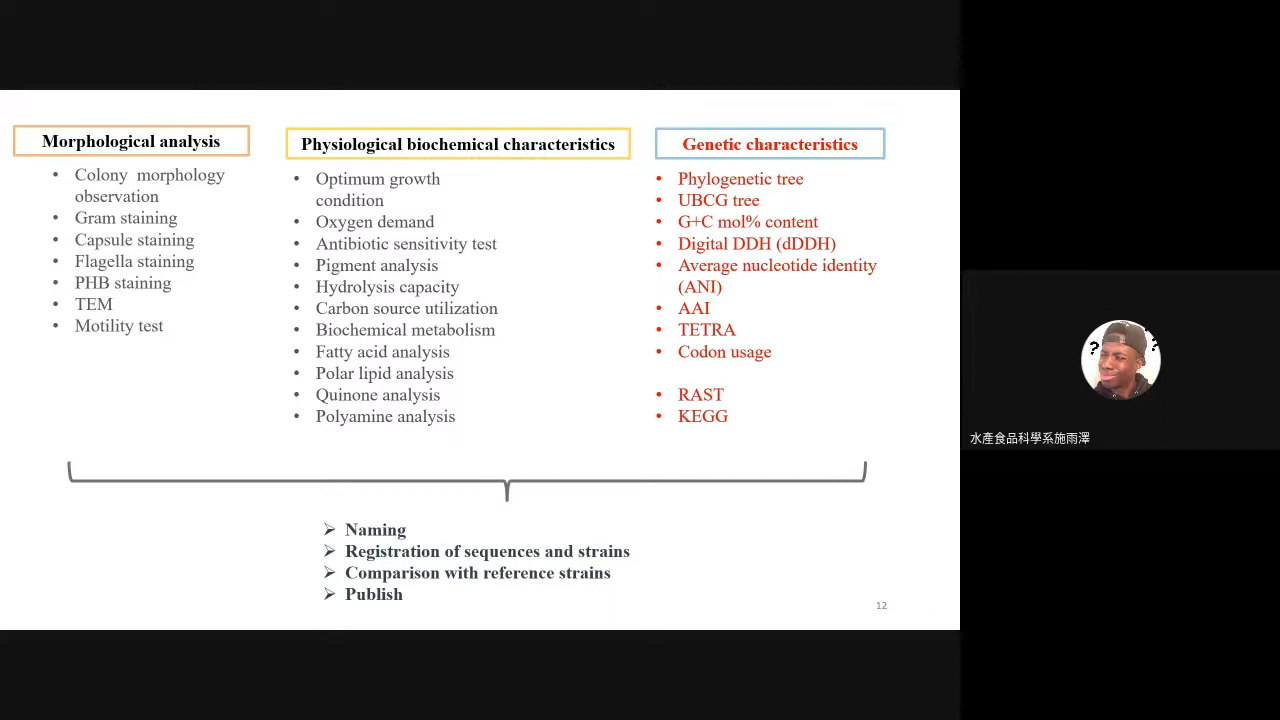 Morphological analysis
• Colony morphology
observation
• Gram staining
• Capsule staining
• Flagella staining
• PHB staining
• TEM
• Motility test
Physiological biochemical characteristics
• Optimum growth
condition
• Oxygen demand
• Antibiotic sensitivity test
• Pigment analysis
• Hydrolysis capacity
• Carbon source utilization
• Biochemical metabolism
• Fatty acid analysis
• Polar lipid analysis
• Quinone analysis
• Polyamine analysis
Genetic characteristics
• Phylogenetic tree
• UBCG tree
• G+C mol% content
• Digital DDH (dDDH)
• Average nucleotide identity
(ANI)
• AAI
• TETRA
• Codon usage
• RAST
• KEGG
➢ Naming
➢ Registration of sequences and strains
➢ Comparison with reference strains
➢ Publish
12
? ?
水產食品科學系施雨澤